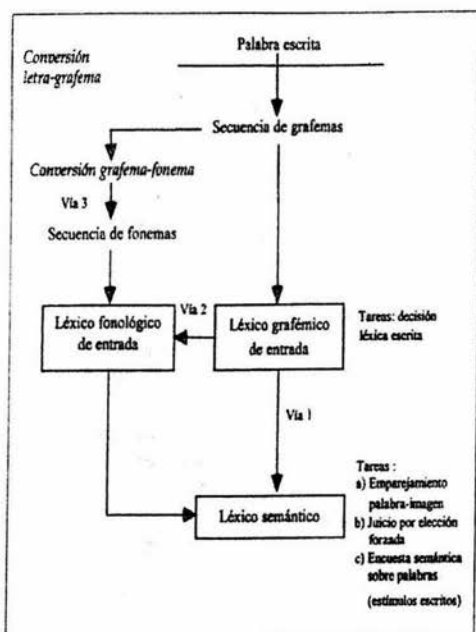 Palabra escrita
Conversión
letra-grafema
Secuencia de grafemas
Conversión grafema-fonema
Vía 3
Secuencia de fonemas
Léxico fonológico
de entrada
Vía 2
Léxico grafémico
de entrada
Tareas: decisión
léxica escrita
Vía 1
Léxico semántico
Tareas :
a) Emparejamiento
palabra-imagen
b) Juicio por elección
forzada
c) Encuesta semántica
sobre palabras
(estímulos escritos)